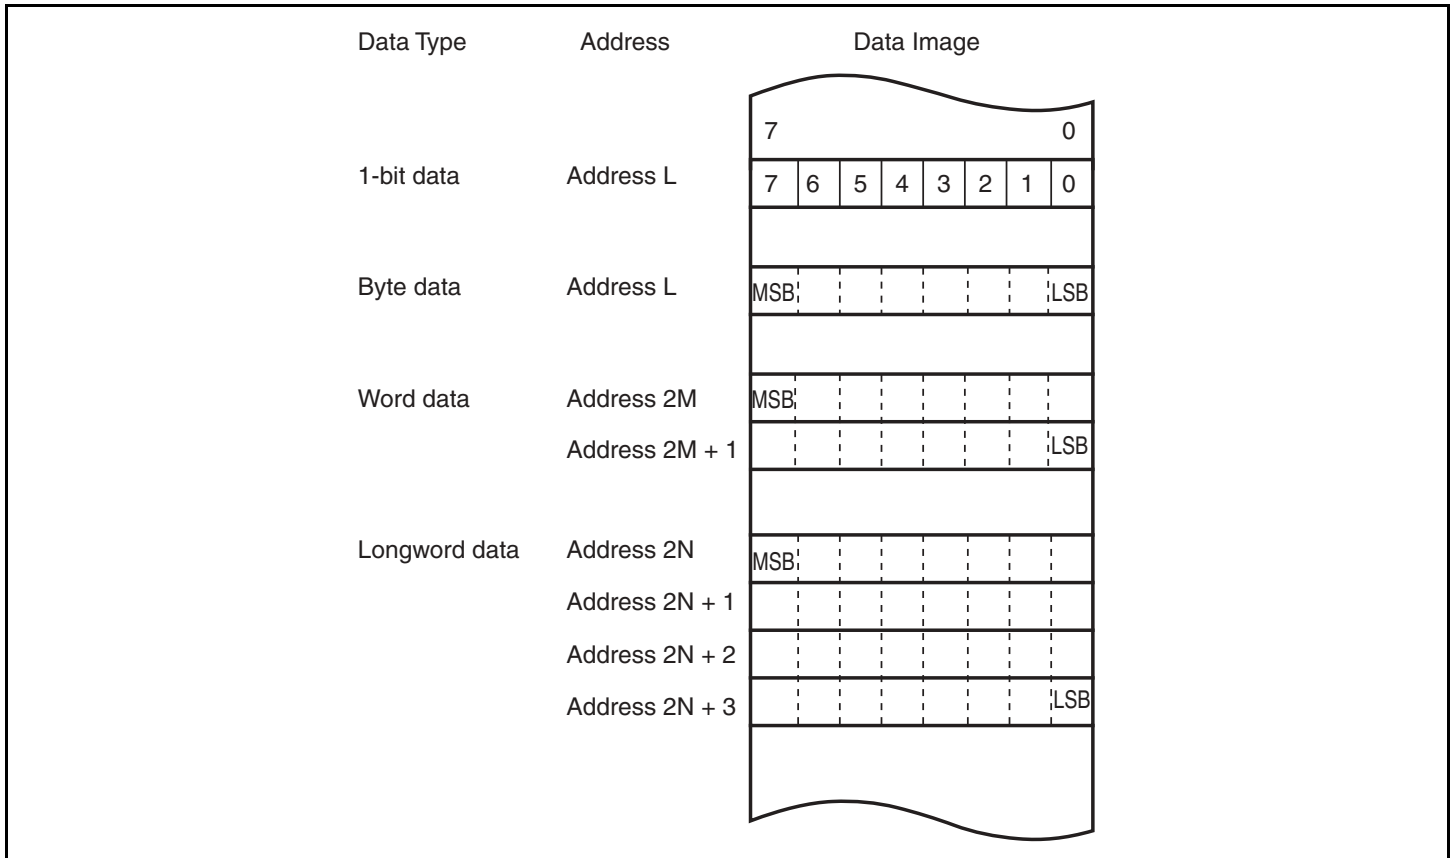 Data Type Address Data Image
7 0
1-bit data Address L 7 6 5 4 3 2 1 0
Byte data Address L MSB LSB
Word data Address 2M MSB
Address 2M + 1 LSB
Longword data Address 2N MSB
Address 2N + 1
Address 2N + 2
Address 2N + 3 LSB